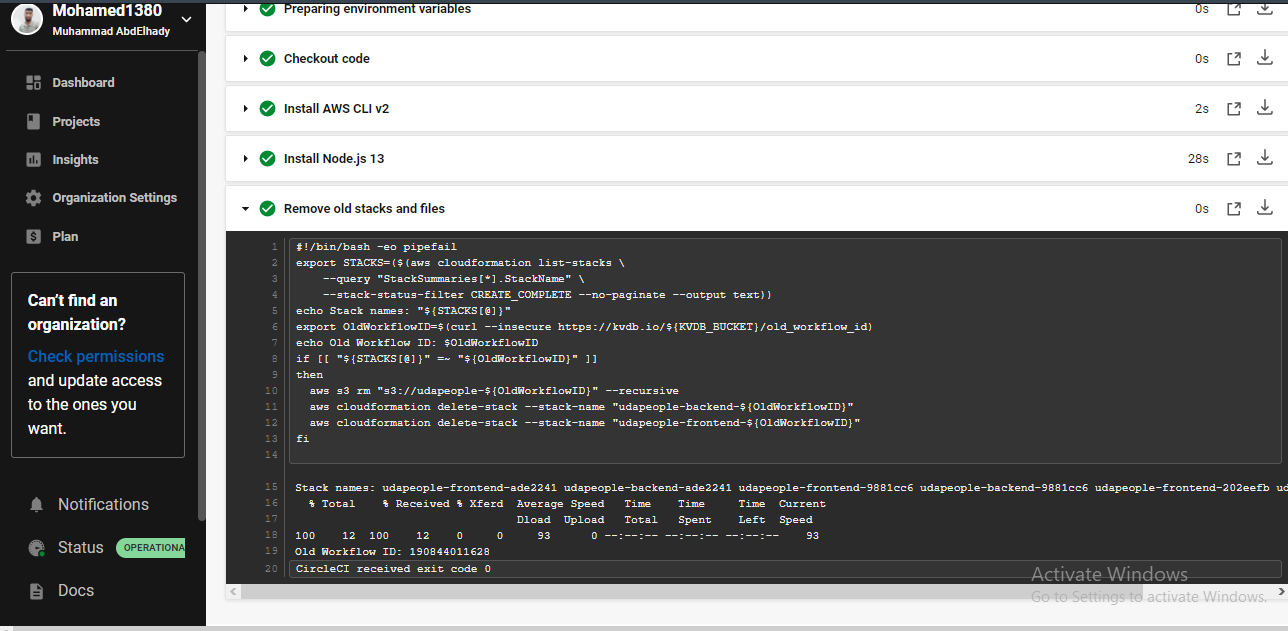 Mohamed1380
Muhammad AbdElhady
Dashboard
Projects
Insights
Organization Settings
Plan
Can't find an
organization?
Check permissions
and update access
to the ones you
want.
Notifications
Status OPERATIONA
Docs
Preparing environment variables 0s
Checkout code 0s
Install AWS CLI v2 2s
Install Node.js 13 28s
Remove old stacks and files 0s
1 #!/bin/bash -eo pipefail
2 export STACKS=($(aws cloudformation list-stacks \
3 --query "StackSummaries[*].StackName" \
4 --stack-status-filter CREATE_COMPLETE --no-paginate --output text))
5 echo Stack names: "${STACKS[@]}"
6 export OldWorkflowID=$(curl --insecure https://kvdb.io/${KVDB_BUCKET}/old_workflow_id)
7 echo Old Workflow ID: $OldWorkflowID
8 if [[ "${STACKS[@]}" =~ "${OldWorkflowID}" ]]
9 then
10 aws s3 rm "s3://udapeople-${OldWorkflowID}" --recursive
11 aws cloudformation delete-stack --stack-name "udapeople-backend-${OldWorkflowID}"
12 aws cloudformation delete-stack --stack-name "udapeople-frontend-${OldWorkflowID}"
13 fi
14
15 Stack names: udapeople-frontend-ade2241 udapeople-backend-ade2241 udapeople-frontend-9881cc6 udapeople-backend-9881cc6 udapeople-frontend-202eefb ud
16 % Total % Received % Xferd Average Speed Time Time Time Current
17 Dload Upload Total Spent Left Speed
18 100 12 100 12 0 0 93 0 --:--:-- --:--:-- --:--:-- 93
19 Old Workflow ID: 190844011628
20 CircleCI received exit code 0
Activate Windows
Go to Settings to activate Windows.